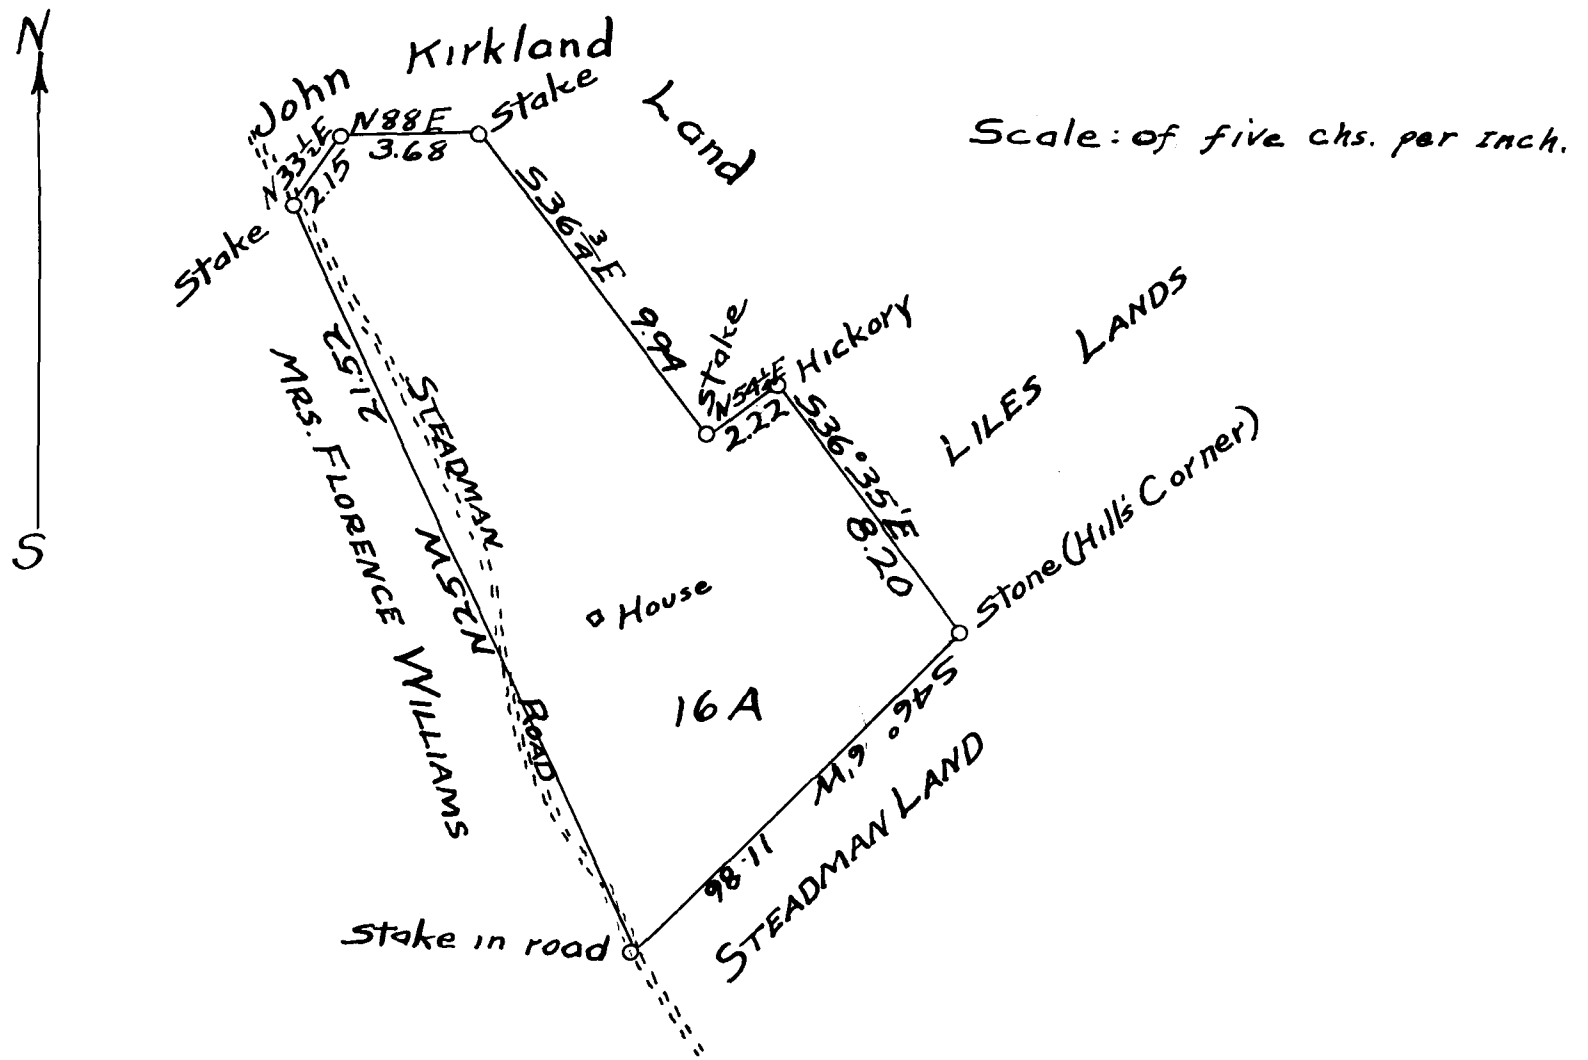 N
S
John Kirkland Land
Scale: of five chs. per inch.
N33½E
2.15
N88E
3.68
Stake
Stake
S36¾E
9.94
Stake
N54¼E
2.22
Hickory
S36°35'E
8.20
LILES LANDS
Stone (Hill's Corner)
21.52
N25W
MRS. FLORENCE WILLIAMS
STEADMAN ROAD
House
16 A
S46° 6'W
11.86
STEADMAN LAND
Stake in road